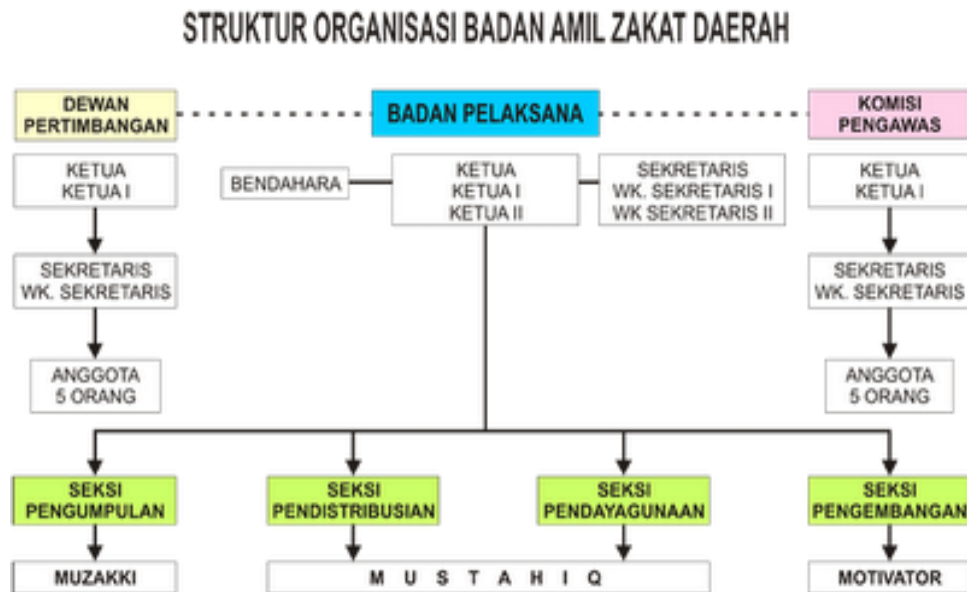 STRUKTUR ORGANISASI BADAN AMIL ZAKAT DAERAH
DEWAN
PERTIMBANGAN
BADAN PELAKSANA
KOMISI
PENGAWAS
KETUA
KETUA I
BENDAHARA
KETUA
KETUA I
KETUA II
SEKRETARIS
WK. SEKRETARIS I
WK SEKRETARIS II
KETUA
KETUA I
SEKRETARIS
WK. SEKRETARIS
SEKRETARIS
WK. SEKRETARIS
ANGGOTA
5 ORANG
ANGGOTA
5 ORANG
SEKSI
PENGUMPULAN
SEKSI
PENDISTRIBUSIAN
SEKSI
PENDAYAGUNAAN
SEKSI
PENGEMBANGAN
MUZAKKI
M U S T A H I Q
MOTIVATOR